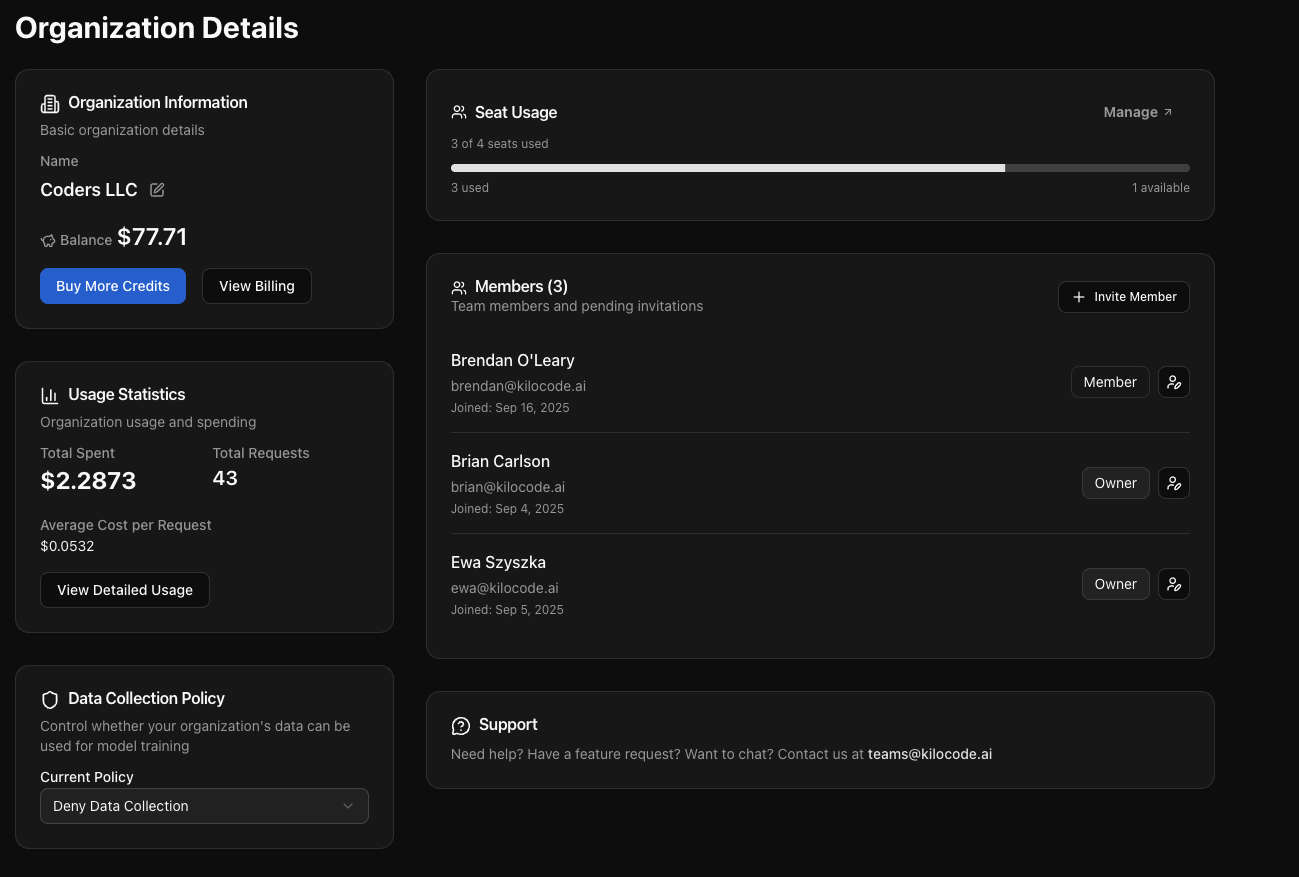 Organization Details
Organization Information
Basic organization details
Name
Coders LLC
Balance $77.71
Buy More Credits
View Billing
Usage Statistics
Organization usage and spending
Total Spent
Total Requests
$2.2873
43
Average Cost per Request
$0.0532
View Detailed Usage
Data Collection Policy
Control whether your organization's data can be
used for model training
Current Policy
Deny Data Collection
Seat Usage
Manage ↗
3 of 4 seats used
3 used
1 available
Members (3)
Team members and pending invitations
+ Invite Member
Brendan O'Leary
brendan@kilocode.ai
Joined: Sep 16, 2025
Member
Brian Carlson
brian@kilocode.ai
Joined: Sep 4, 2025
Owner
Ewa Szyszka
ewa@kilocode.ai
Joined: Sep 5, 2025
Owner
Support
Need help? Have a feature request? Want to chat? Contact us at teams@kilocode.ai